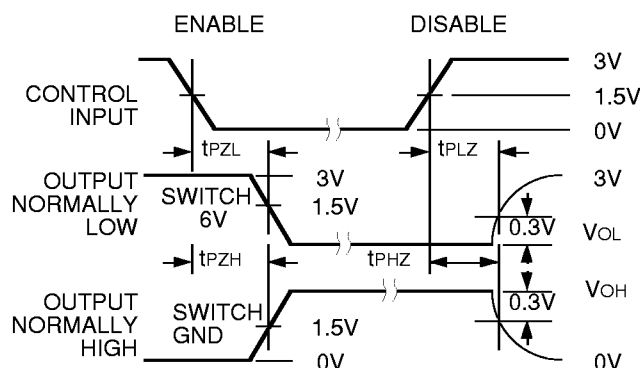 ENABLE DISABLE
3V
CONTROL INPUT 1.5V
0V
tPZL tPLZ
OUTPUT NORMALLY LOW
SWITCH 6V
3V
1.5V
3V
0.3V
VOL
tPZH tPHZ
OUTPUT NORMALLY HIGH
SWITCH GND
1.5V
0V
0.3V
VOH
0V